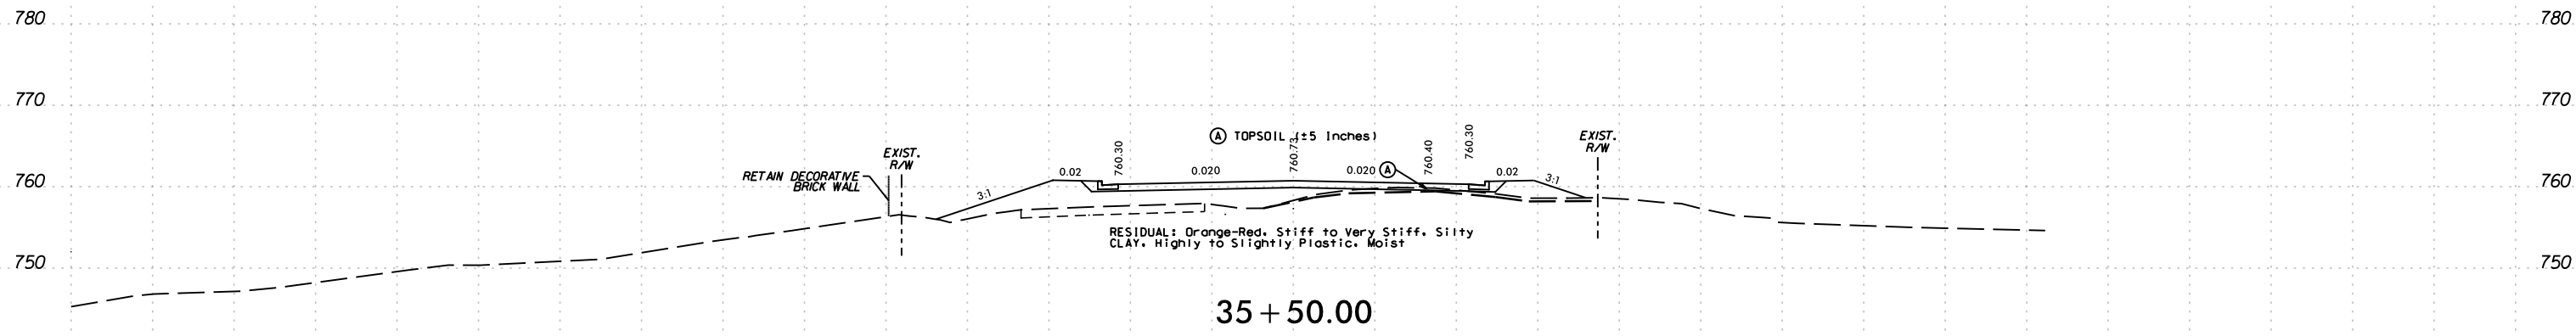 780 780
770 770
760 760
750 750
EXIST.
R/W
RETAIN DECORATIVE
BRICK WALL
3:1
0.02
760.30
0.020
A TOPSOIL (±5 Inches)
760.73
0.020
A
760.40
760.30
0.02
3:1
EXIST.
R/W
RESIDUAL: Orange-Red. Stiff to Very Stiff. Silty
CLAY. Highly to Slightly Plastic. Moist
35+50.00